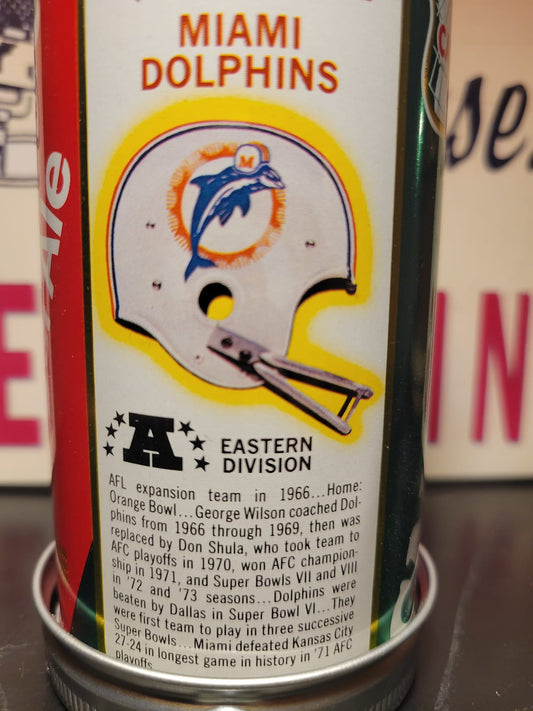 MIAMI
DOLPHINS
M
Ale
A
EASTERN
DIVISION
AFL expansion team in 1966...Home:
Orange Bowl...George Wilson coached Dol-
phins from 1966 through 1969, then was
replaced by Don Shula, who took team to
AFC playoffs in 1970, won AFC champion-
ship in 1971, and Super Bowls VII and VIII
in '72 and '73 seasons...Dolphins were
beaten by Dallas in Super Bowl VI...They
were first team to play in three successive
Super Bowls...Miami defeated Kansas City
27-24 in longest game in history in '71 AFC
playoffs
se
E
IN